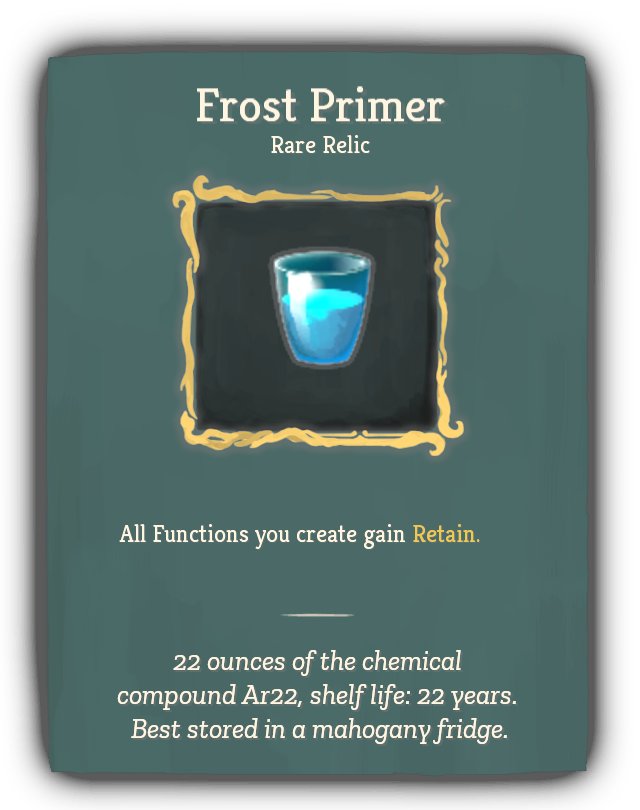 Frost Primer
Rare Relic
All Functions you create gain Retain.
22 ounces of the chemical
compound Ar22, shelf life: 22 years.
Best stored in a mahogany fridge.